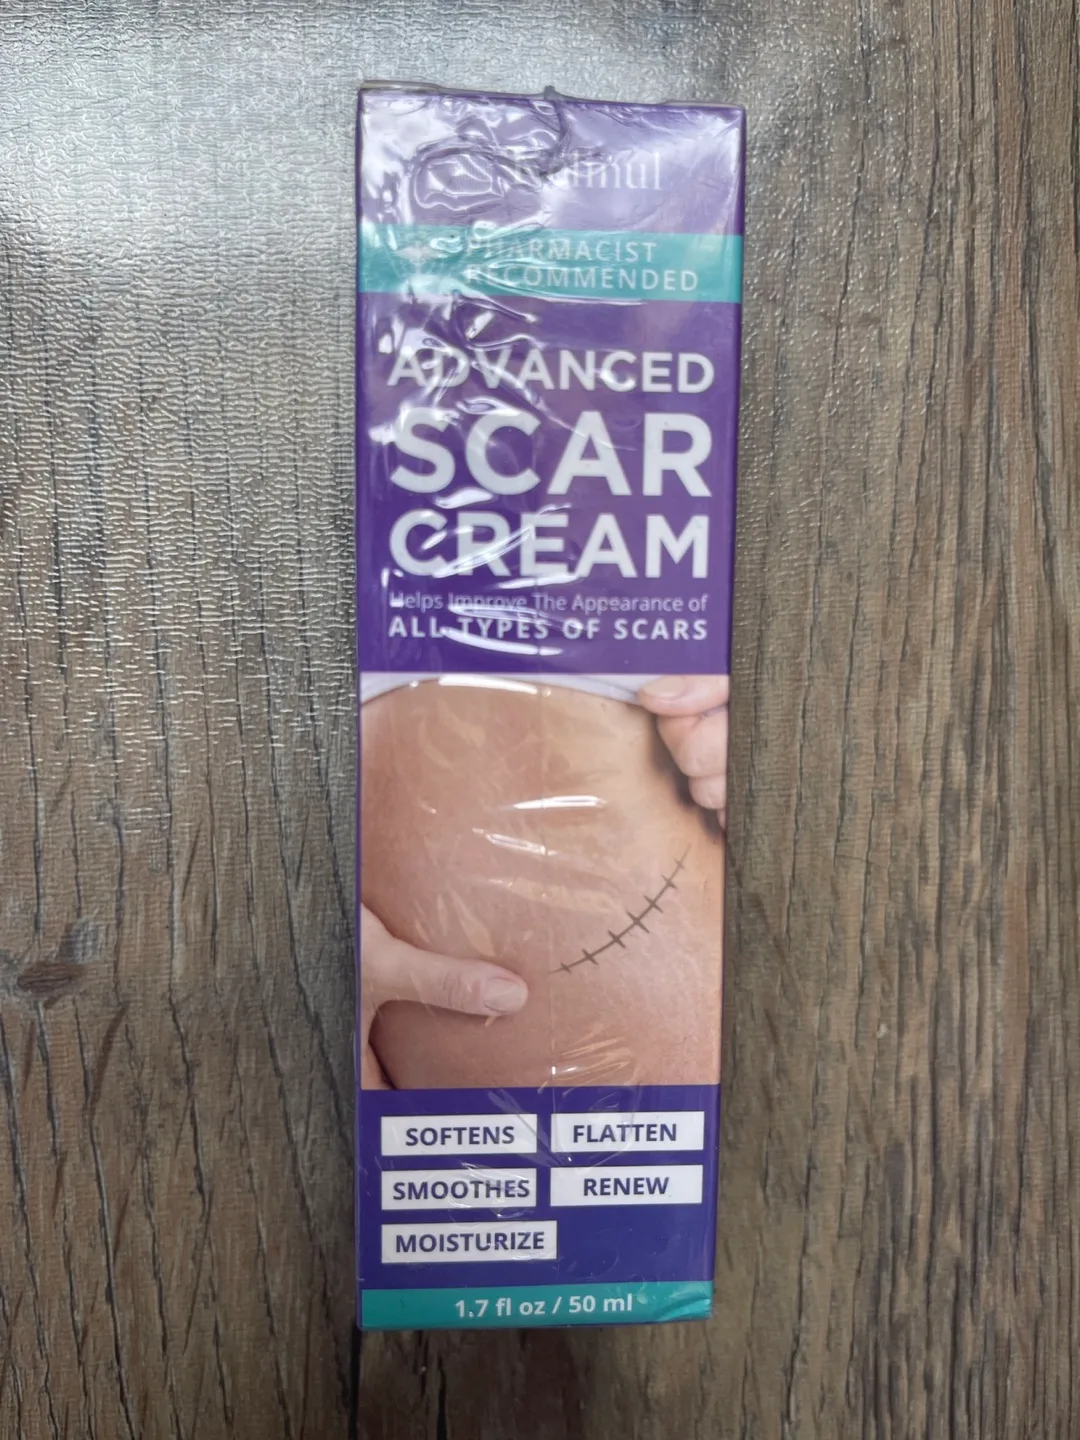 PHARMACIST
RECOMMENDED
ADVANCED
SCAR
CREAM
Helps Improve The Appearance of
ALL TYPES OF SCARS
SOFTENS
FLATTEN
SMOOTHES
RENEW
MOISTURIZE
1.7 fl oz / 50 ml